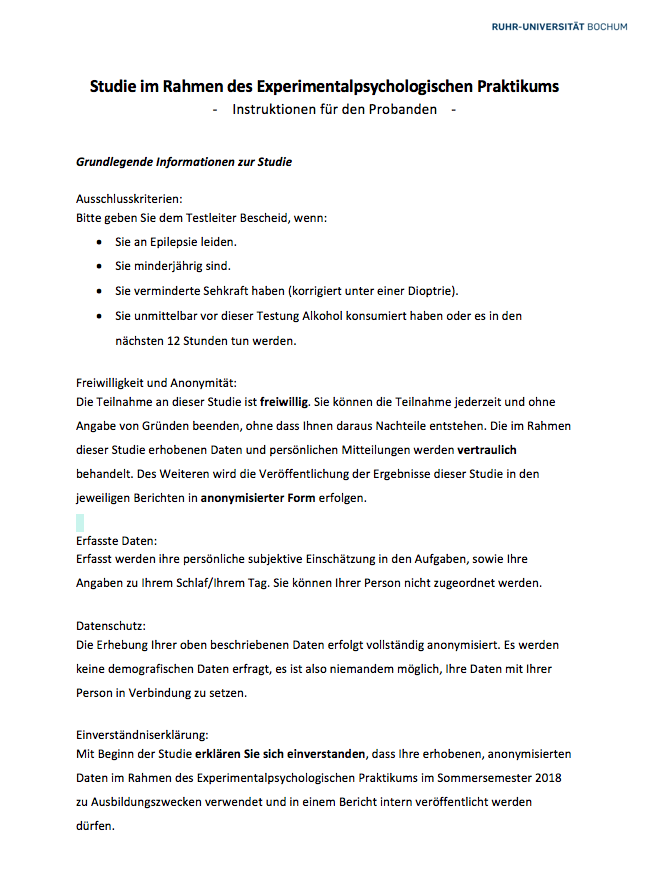 RUHR-UNIVERSITÄT BOCHUM
Studie im Rahmen des Experimentalpsychologischen Praktikums
- Instruktionen für den Probanden -
Grundlegende Informationen zur Studie
Ausschlusskriterien:
Bitte geben Sie dem Testleiter Bescheid, wenn:
• Sie an Epilepsie leiden.
• Sie minderjährig sind.
• Sie verminderte Sehkraft haben (korrigiert unter einer Dioptrie).
• Sie unmittelbar vor dieser Testung Alkohol konsumiert haben oder es in den
nächsten 12 Stunden tun werden.
Freiwilligkeit und Anonymität:
Die Teilnahme an dieser Studie ist freiwillig. Sie können die Teilnahme jederzeit und ohne
Angabe von Gründen beenden, ohne dass Ihnen daraus Nachteile entstehen. Die im Rahmen
dieser Studie erhobenen Daten und persönlichen Mitteilungen werden vertraulich
behandelt. Des Weiteren wird die Veröffentlichung der Ergebnisse dieser Studie in den
jeweiligen Berichten in anonymisierter Form erfolgen.
Erfasste Daten:
Erfasst werden ihre persönliche subjektive Einschätzung in den Aufgaben, sowie Ihre
Angaben zu Ihrem Schlaf/Ihrem Tag. Sie können Ihrer Person nicht zugeordnet werden.
Datenschutz:
Die Erhebung Ihrer oben beschriebenen Daten erfolgt vollständig anonymisiert. Es werden
keine demografischen Daten erfragt, es ist also niemandem möglich, Ihre Daten mit Ihrer
Person in Verbindung zu setzen.
Einverständniserklärung:
Mit Beginn der Studie erklären Sie sich einverstanden, dass Ihre erhobenen, anonymisierten
Daten im Rahmen des Experimentalpsychologischen Praktikums im Sommersemester 2018
zu Ausbildungszwecken verwendet und in einem Bericht intern veröffentlicht werden
dürfen.